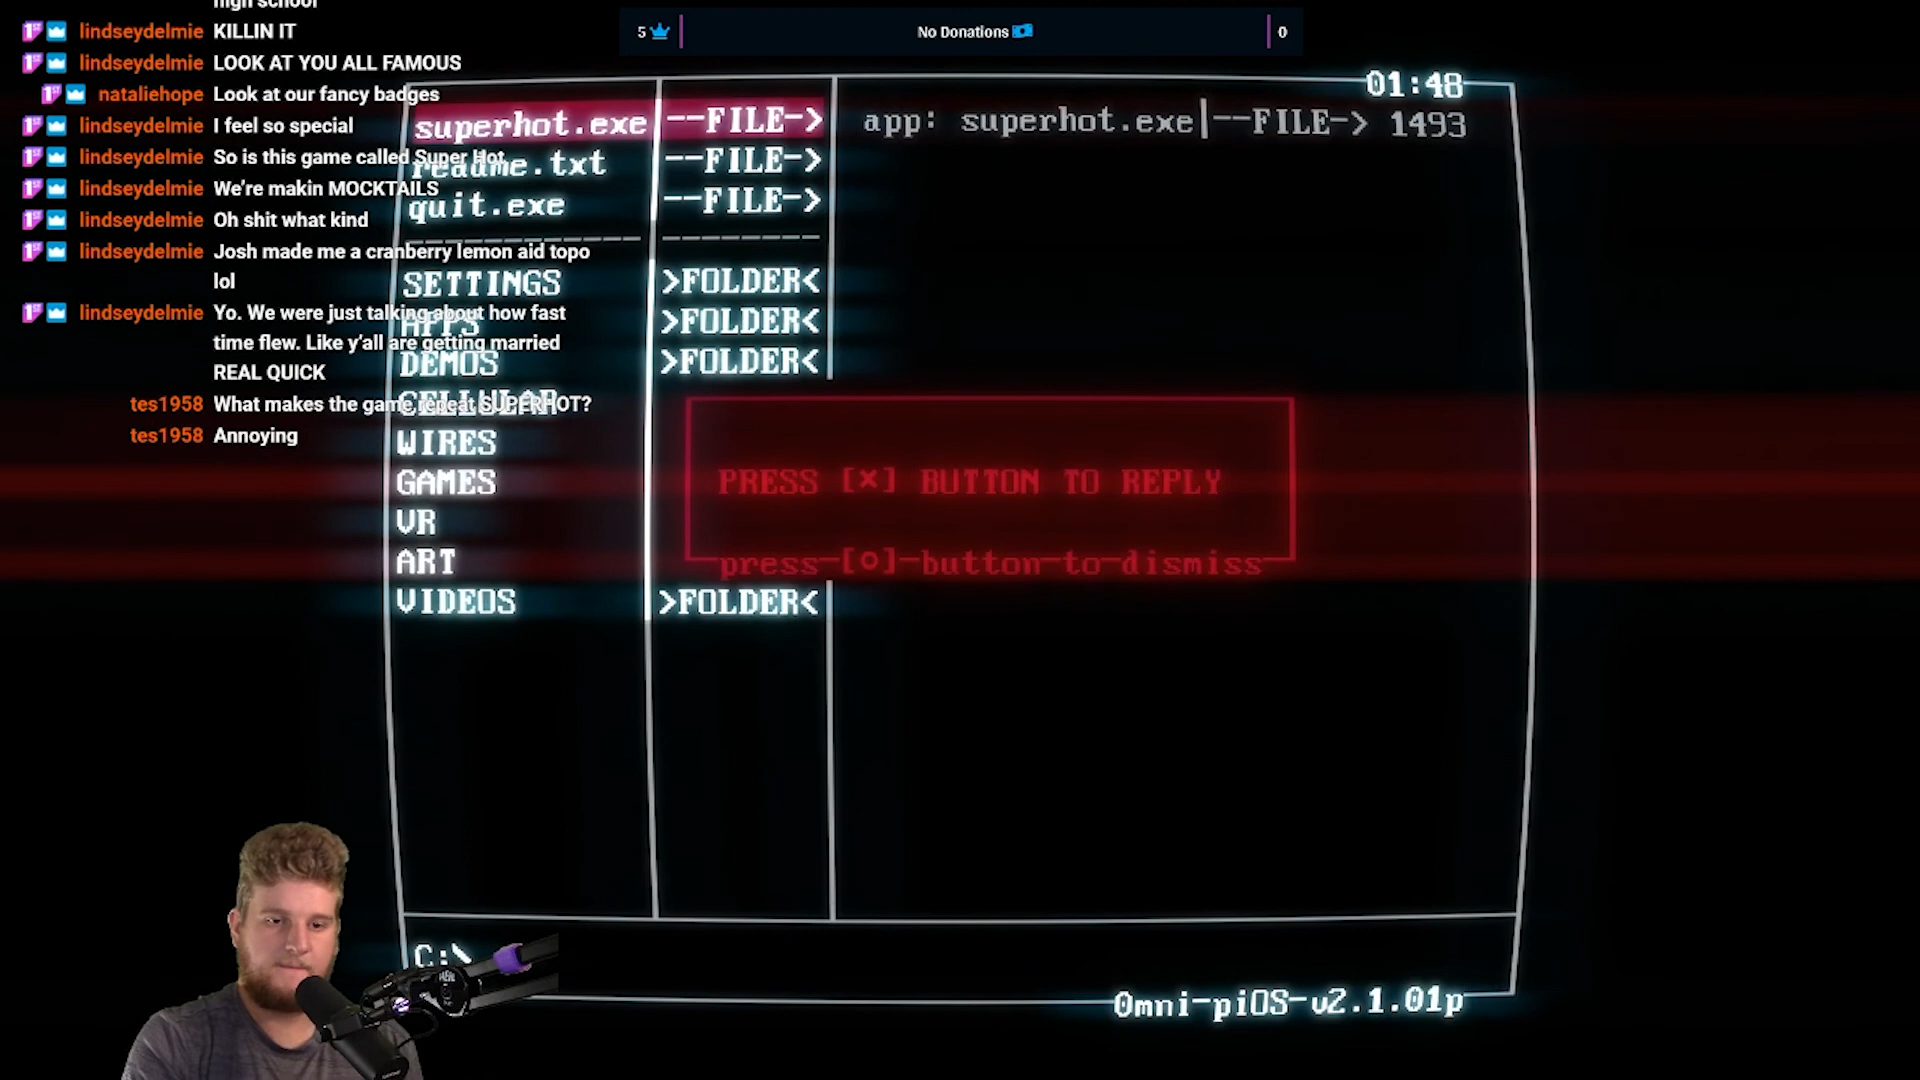 high school
lindseydelmie KILLIN IT
lindseydelmie LOOK AT YOU ALL FAMOUS
nataliehope Look at our fancy badges
lindseydelmie I feel so special
lindseydelmie So is this game called Super Hot
lindseydelmie We're makin MOCKTAILS
lindseydelmie Oh shit what kind
lindseydelmie Josh made me a cranberry lemon aid topo
lol
lindseydelmie Yo. We were just talking about how fast
time flew. Like y'all are getting married
REAL QUICK
tes1958 What makes the game repeat SUPERHOT?
tes1958 Annoying
5 No Donations 0
01:48
superhot.exe --FILE->
readme.txt --FILE->
quit.exe --FILE->
SETTINGS >FOLDER<
APPS >FOLDER<
DEMOS >FOLDER<
CELLULAR
WIRES
GAMES
VR
ART
VIDEOS >FOLDER<
app: superhot.exe|--FILE-> 1493
PRESS [×] BUTTON TO REPLY
press-[O]-button-to-dismiss
C:\
Omni-piOS-v2.1.01p